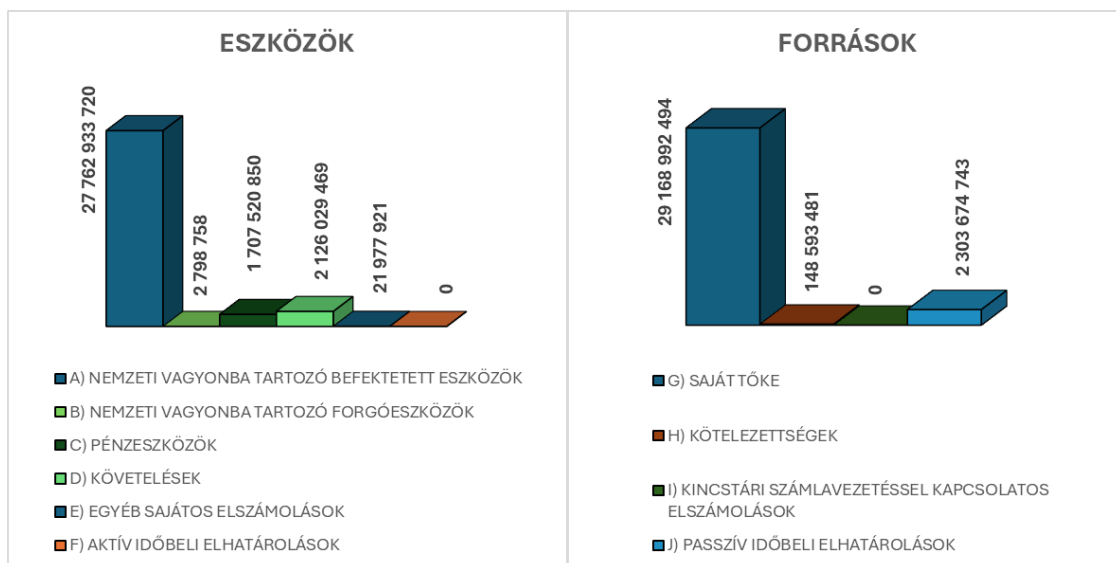 ESZKÖZÖK
27 762 933 720
2 798 758
1 707 520 850
2 126 029 469
21 977 921
0
A) NEMZETI VAGYONBA TARTOZÓ BEFEKTETETT ESZKÖZÖK
B) NEMZETI VAGYONBA TARTOZÓ FORGÓESZKÖZÖK
C) PÉNZESZKÖZÖK
D) KÖVETELÉSEK
E) EGYÉB SAJÁTOS ELSZÁMOLÁSOK
F) AKTÍV IDŐBELI ELHATÁROLÁSOK
FORRÁSOK
29 168 992 494
148 593 481
0
2 303 674 743
G) SAJÁT TŐKE
H) KÖTELEZETTSÉGEK
I) KINCSTÁRI SZÁMLAVEZETÉSSEL KAPCSOLATOS
ELSZÁMOLÁSOK
J) PASSZÍV IDŐBELI ELHATÁROLÁSOK